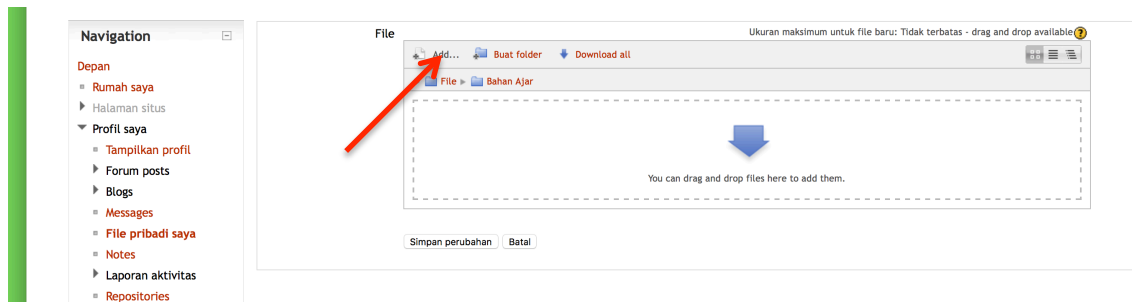 Navigation
Depan
Rumah saya
Halaman situs
Profil saya
Tampilkan profil
Forum posts
Blogs
Messages
File pribadi saya
Notes
Laporan aktivitas
Repositories
File
Ukuran maksimum untuk file baru: Tidak terbatas - drag and drop available ?
Add... Buat folder Download all
File Bahan Ajar
You can drag and drop files here to add them.
Simpan perubahan Batal